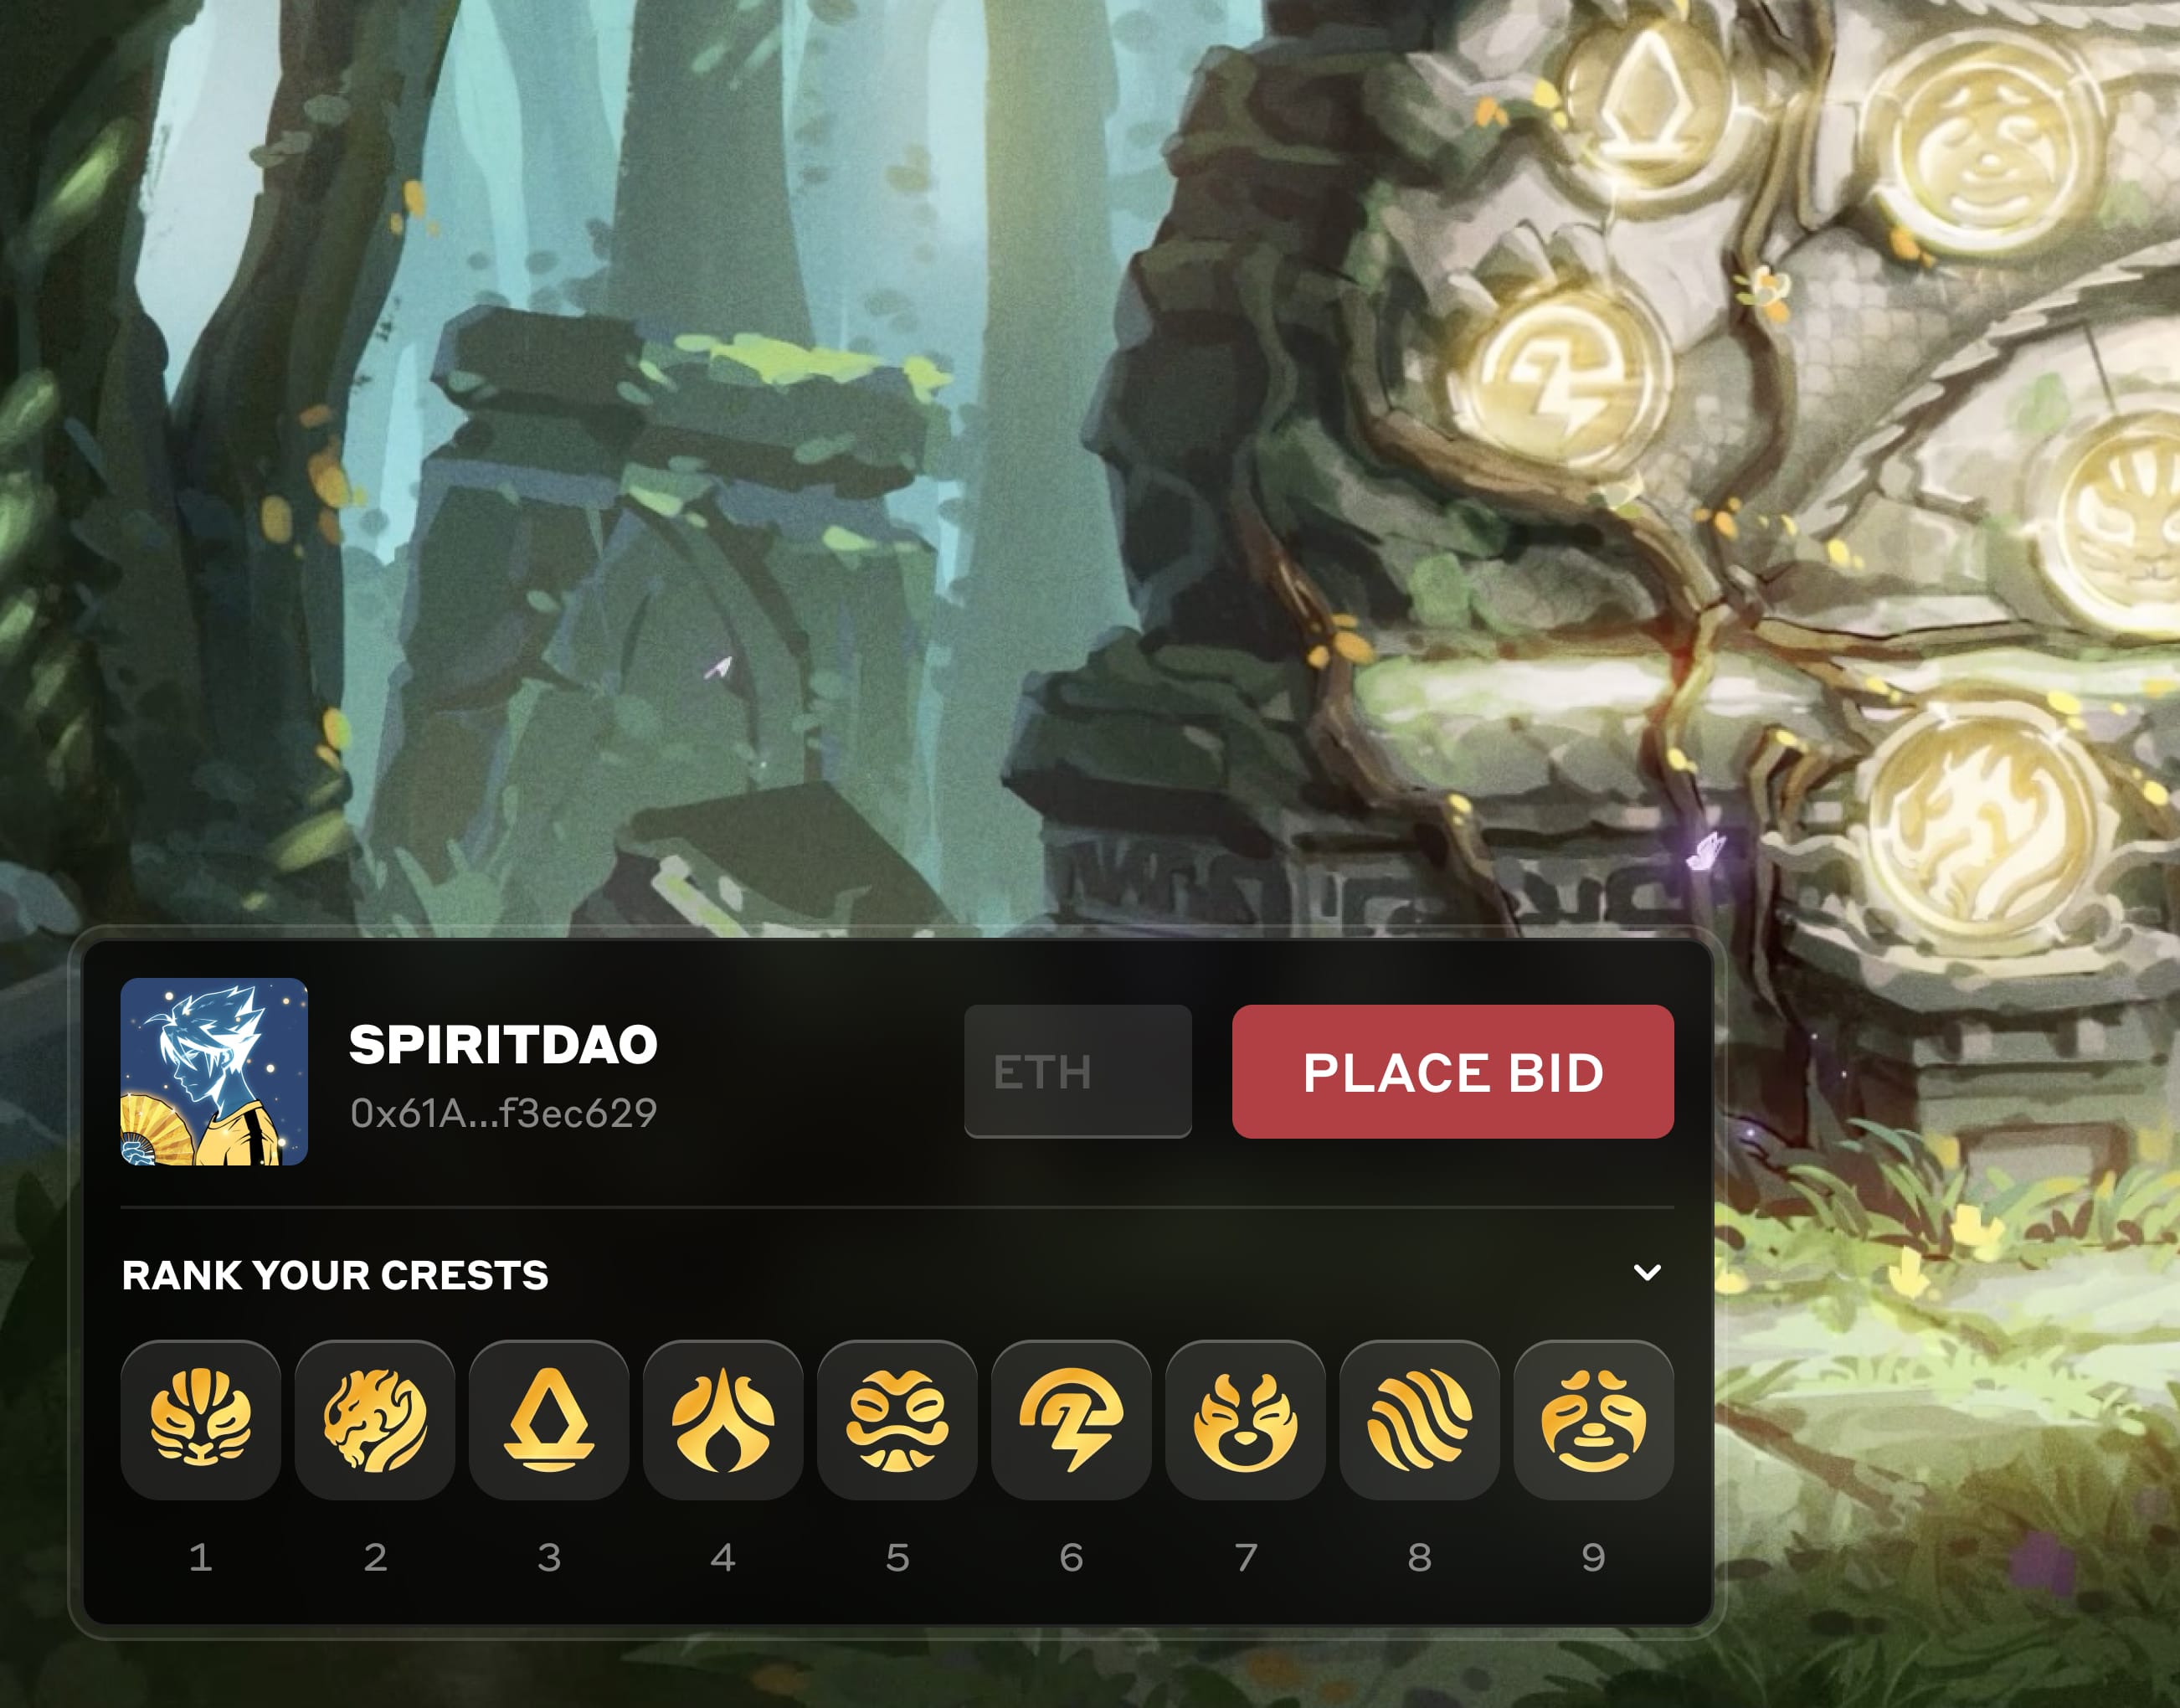 SPIRITDAO
0x61A...f3ec629
ETH
PLACE BID
RANK YOUR CRESTS
1 2 3 4 5 6 7 8 9